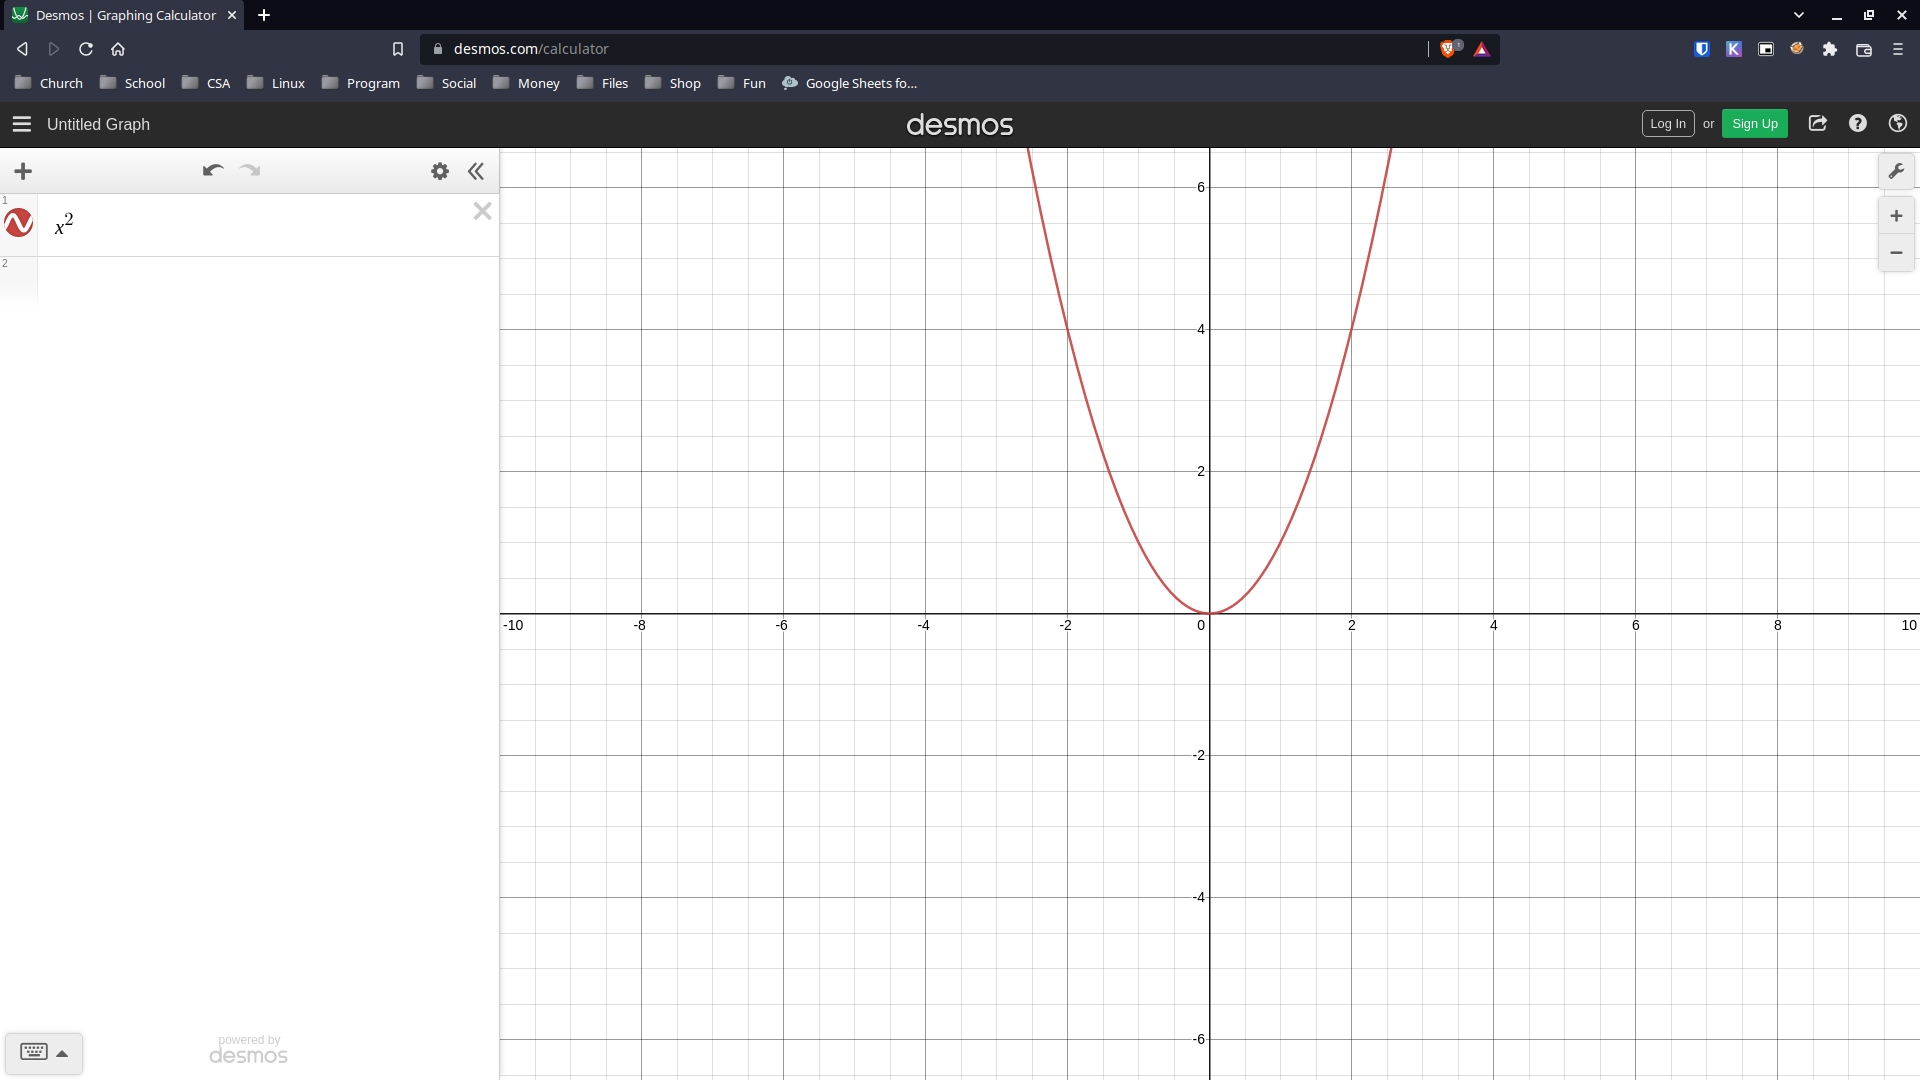 Desmos | Graphing Calculator
desmos.com/calculator
1
Church School CSA Linux Program Social Money Files Shop Fun Google Sheets fo...
Untitled Graph
desmos
Log In or Sign Up
1
x²
2
6
4
2
-10 -8 -6 -4 -2 0 2 4 6 8 10
-2
-4
-6
powered by
desmos